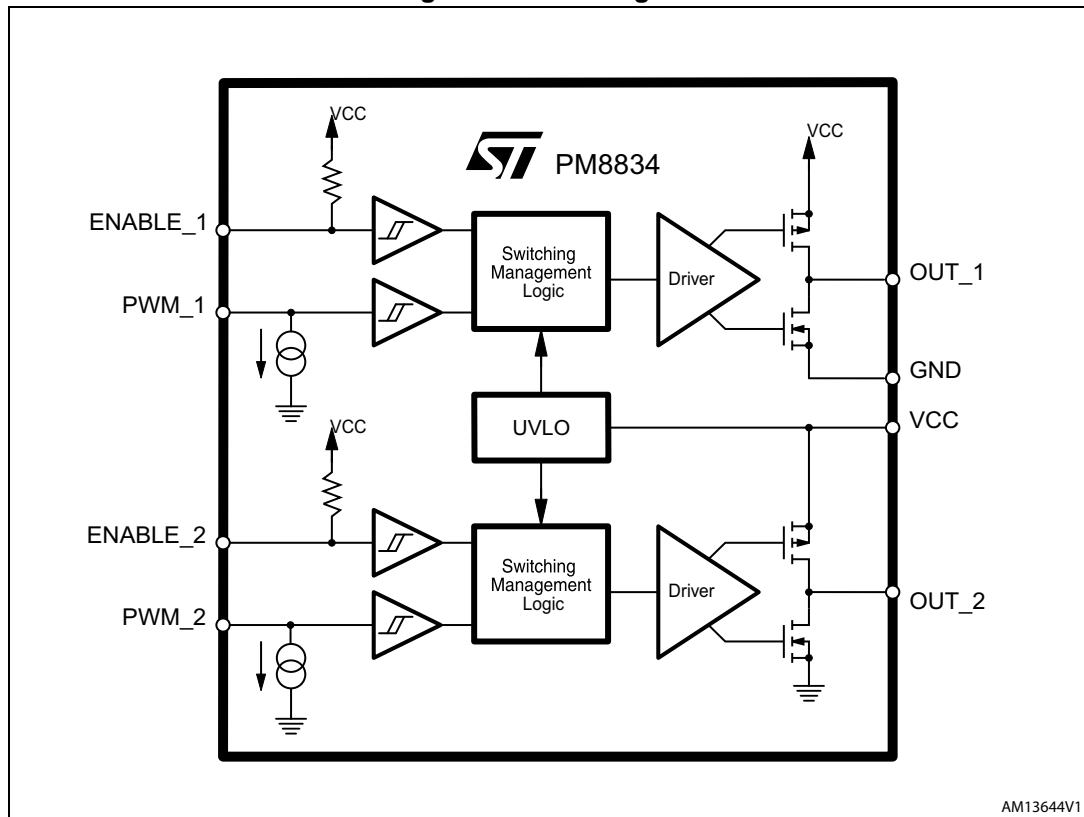 VCC
VCC
ST PM8834
ENABLE_1
Switching
Management
Logic
Driver
OUT_1
PWM_1
GND
UVLO
VCC
VCC
ENABLE_2
Switching
Management
Logic
Driver
OUT_2
PWM_2
AM13644V1